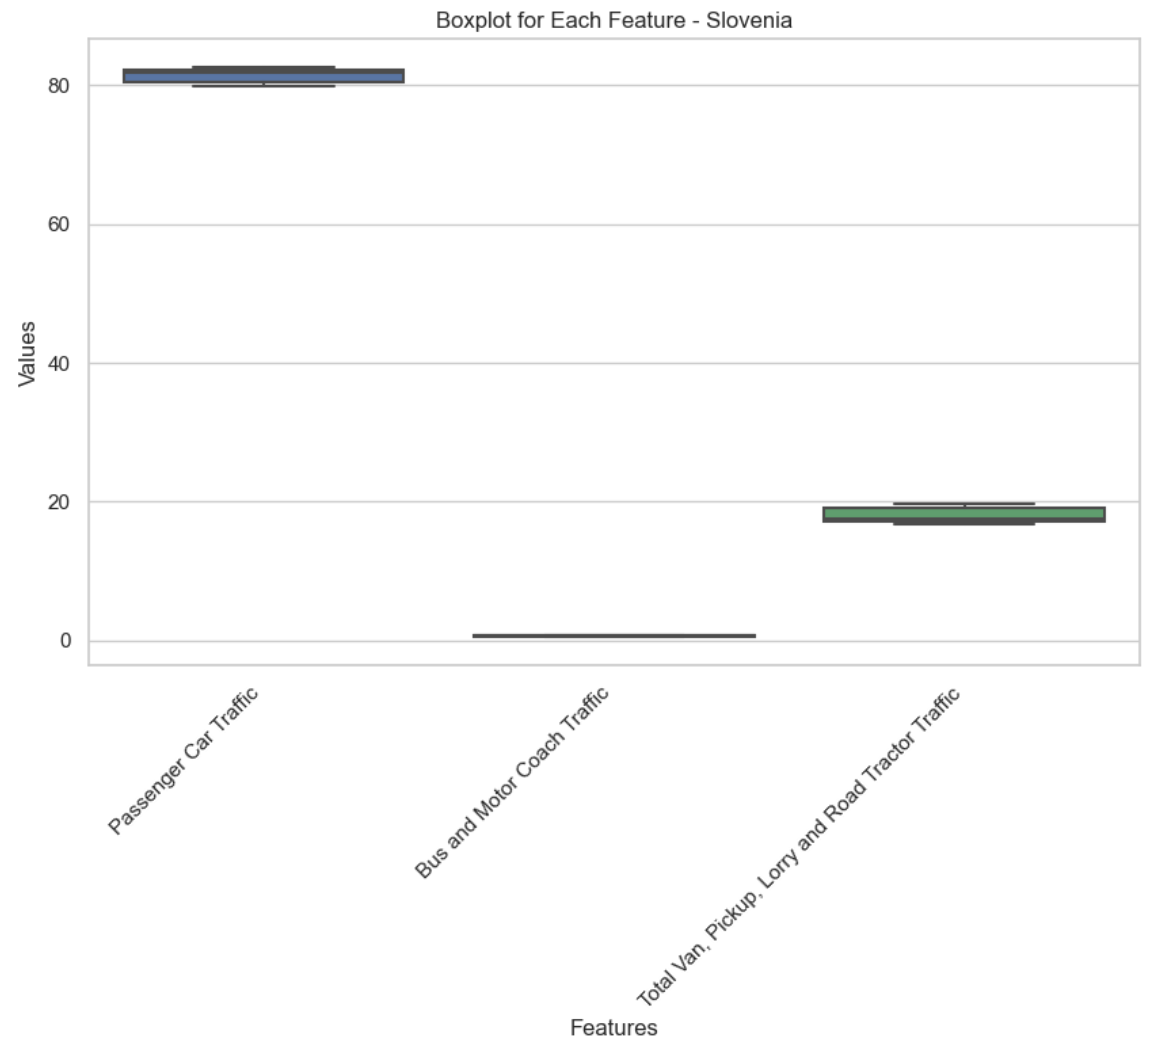 Boxplot for Each Feature - Slovenia
80
60
40
20
0
Values
Passenger Car Traffic
Bus and Motor Coach Traffic
Total Van, Pickup, Lorry and Road Tractor Traffic
Features